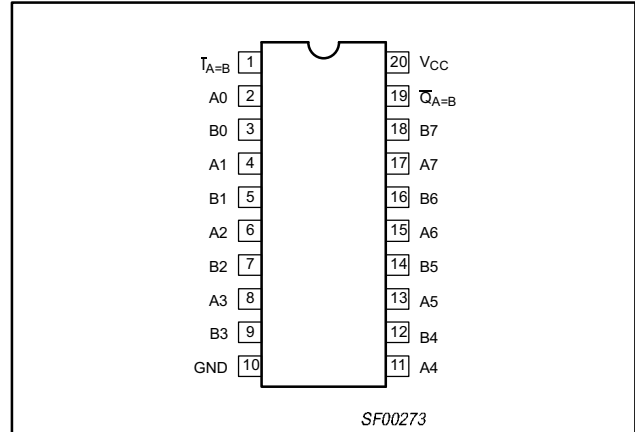 I̅A=B 1 20 VCC
A0 2 19 Q̅A=B
B0 3 18 B7
A1 4 17 A7
B1 5 16 B6
A2 6 15 A6
B2 7 14 B5
A3 8 13 A5
B3 9 12 B4
GND 10 11 A4
SF00273